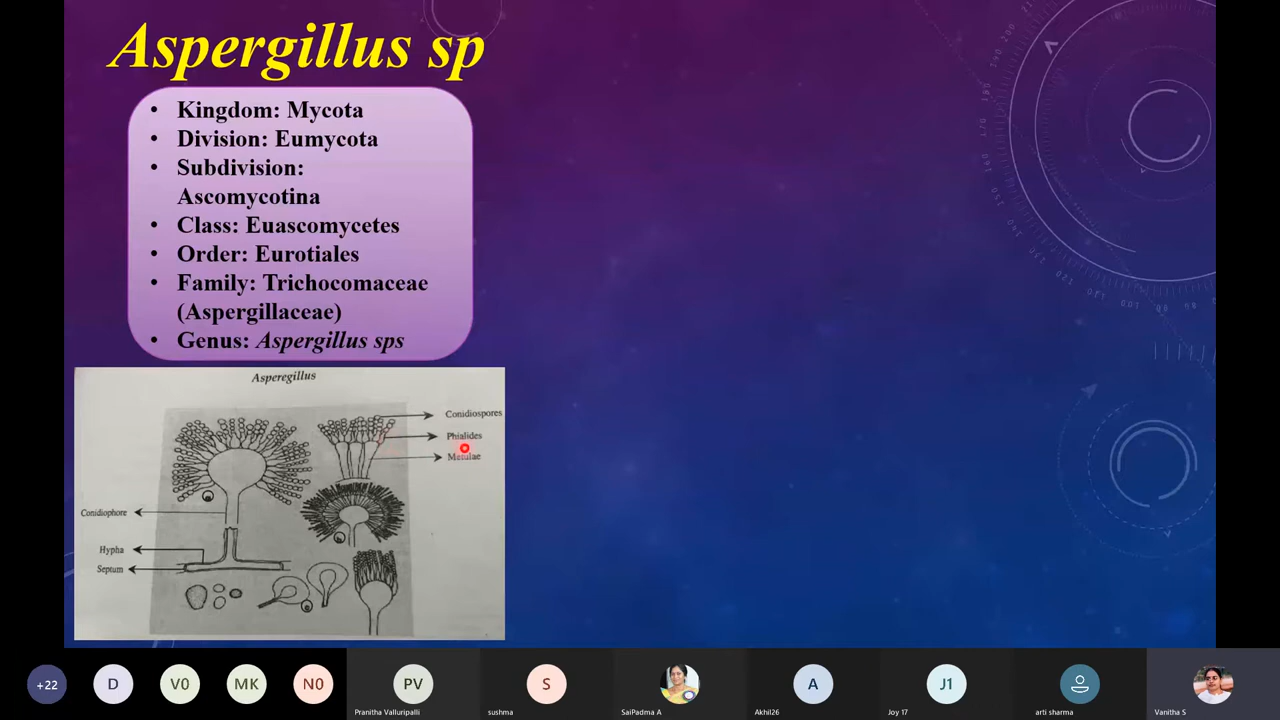 Aspergillus sp
• Kingdom: Mycota
• Division: Eumycota
• Subdivision:
Ascomycotina
• Class: Euascomycetes
• Order: Eurotiales
• Family: Trichocomaceae
(Aspergillaceae)
• Genus: Aspergillus sps
Asperegillus
Conidiospores
Phialides
Metulae
Conidiophore
Hypha
Septum
+22
D
V0
MK
N0
PV
Pranitha Valluripalli
S
sushma
SaiPadma A
A
Akhil26
J1
Joy 17
arti sharma
Vanitha S